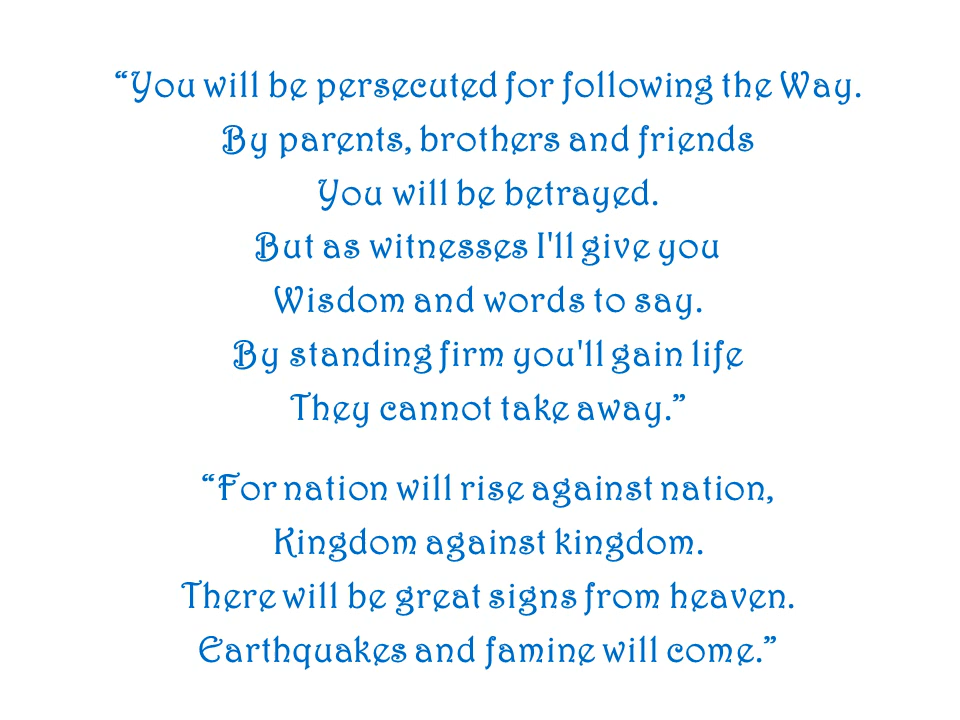 “You will be persecuted for following the Way.
By parents, brothers and friends
You will be betrayed.
But as witnesses I'll give you
Wisdom and words to say.
By standing firm you'll gain life
They cannot take away.”
“For nation will rise against nation,
Kingdom against kingdom.
There will be great signs from heaven.
Earthquakes and famine will come.”